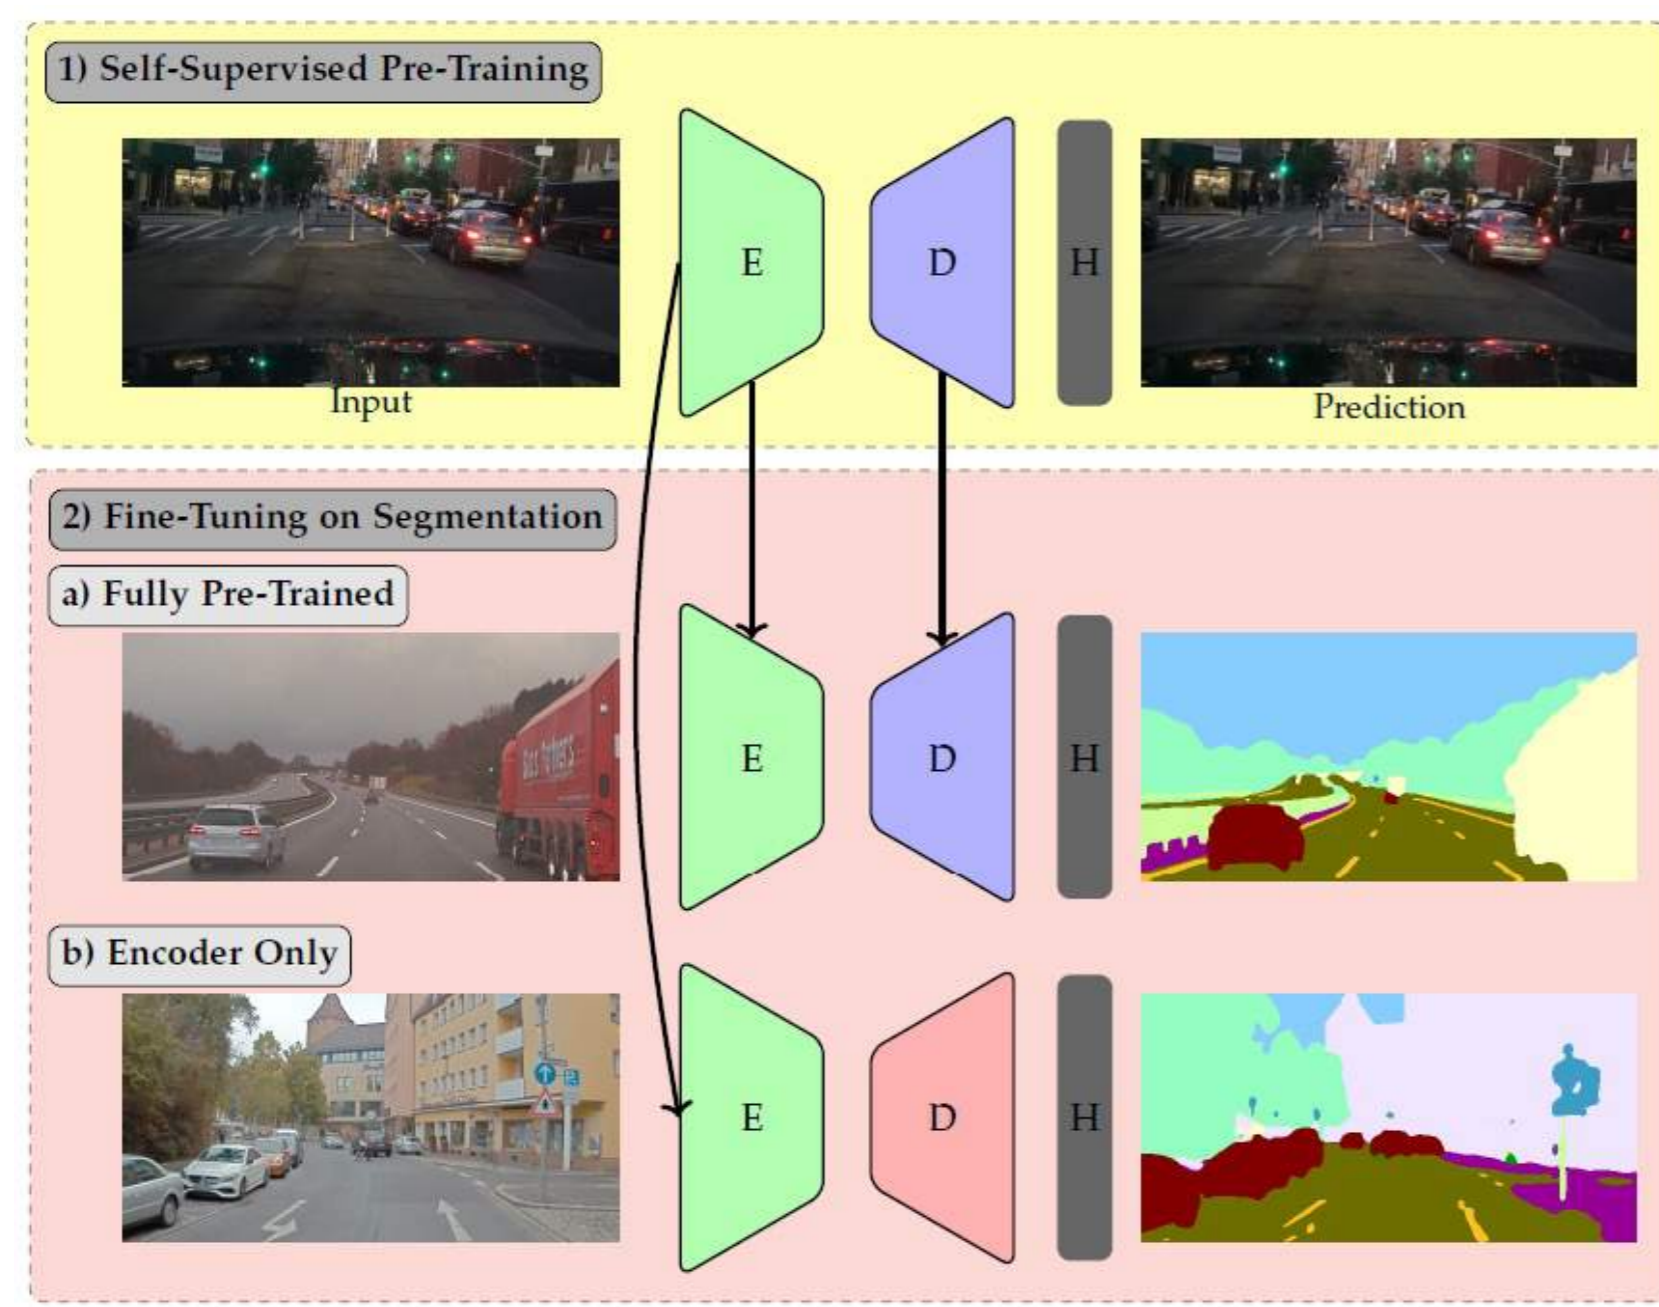 1) Self-Supervised Pre-Training
E D H
Input
Prediction
2) Fine-Tuning on Segmentation
a) Fully Pre-Trained
E D H
b) Encoder Only
E D H